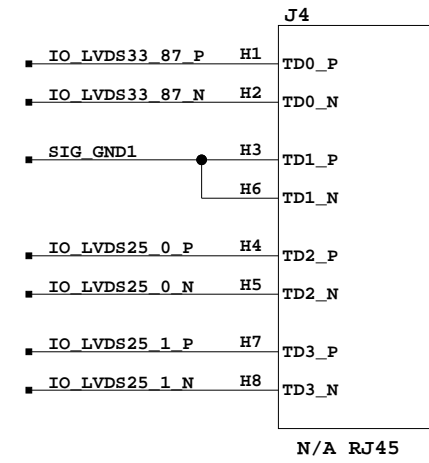 J4
IO_LVDS33_87_P H1 TD0_P
IO_LVDS33_87_N H2 TD0_N
SIG_GND1 H3 TD1_P
H6 TD1_N
IO_LVDS25_0_P H4 TD2_P
IO_LVDS25_0_N H5 TD2_N
IO_LVDS25_1_P H7 TD3_P
IO_LVDS25_1_N H8 TD3_N
N/A RJ45